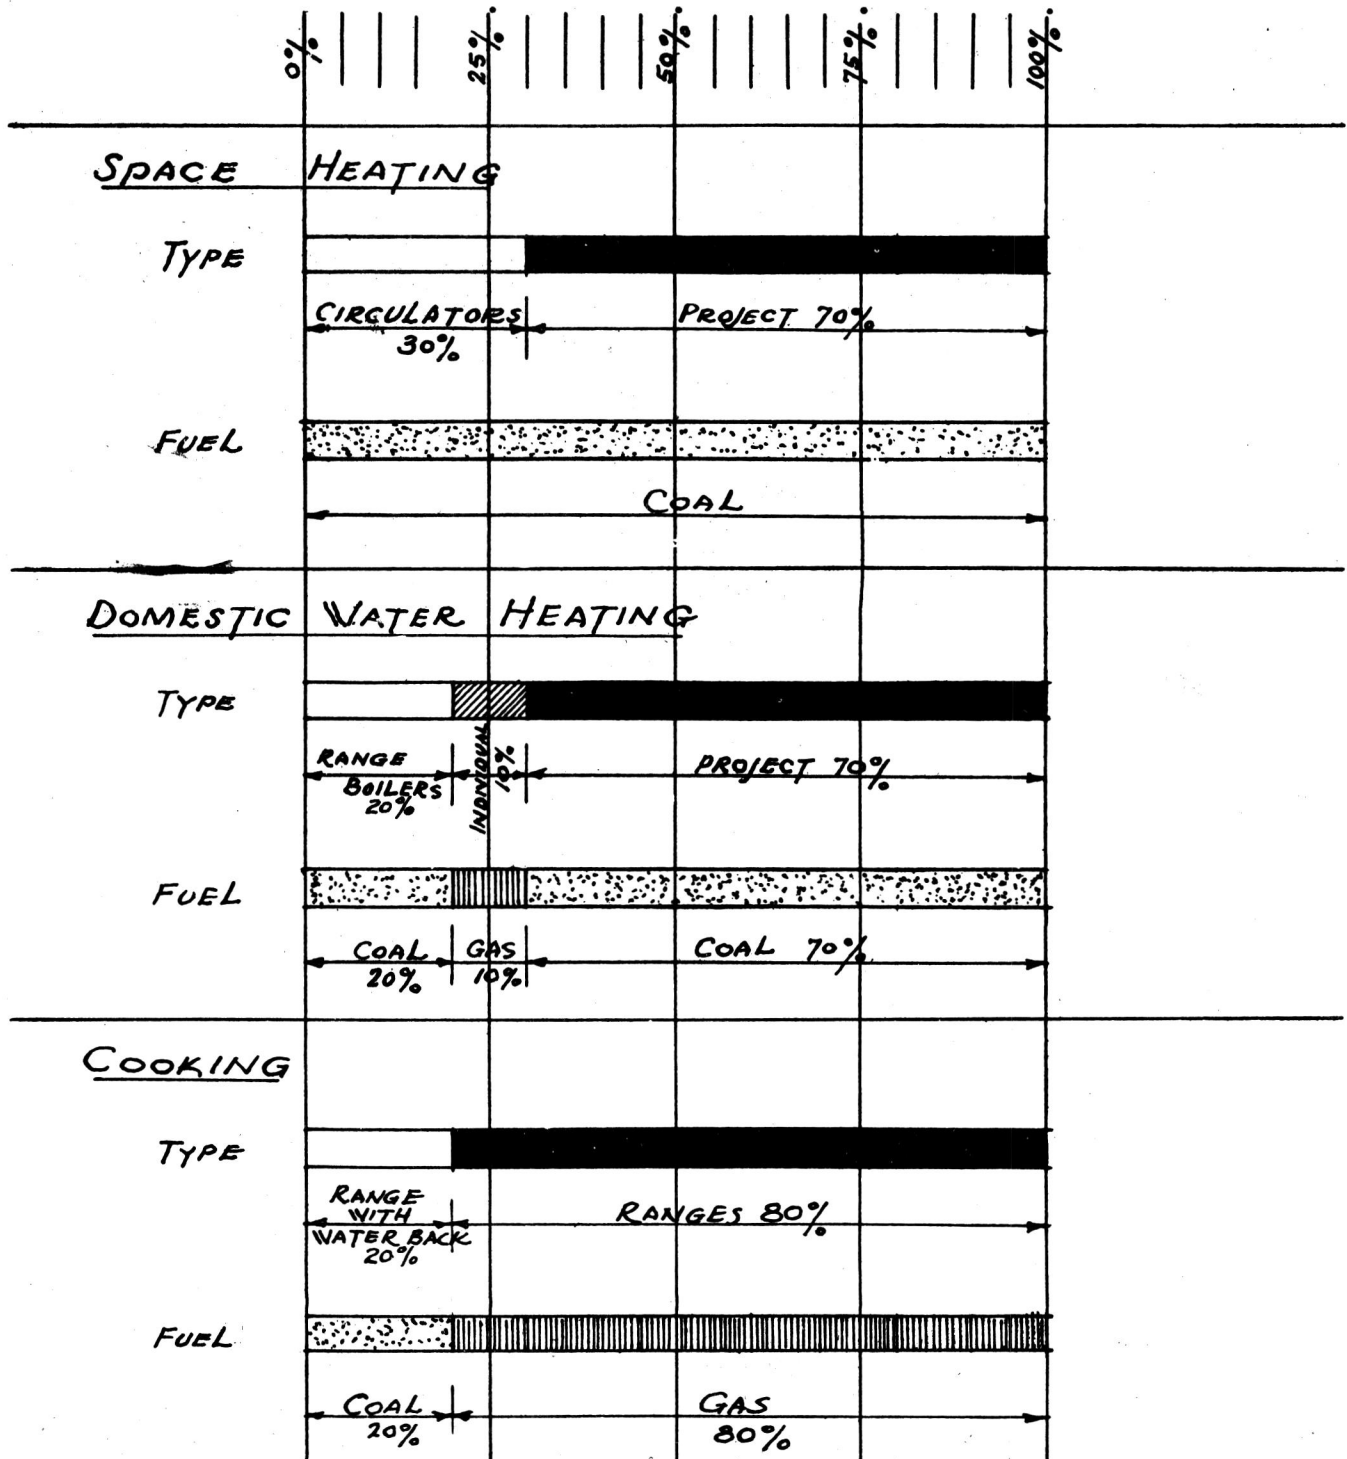 0% 25% 50% 75% 100%
SPACE HEATING
TYPE
CIRCULATORS
30%
PROJECT 70%
FUEL
COAL
DOMESTIC WATER HEATING
TYPE
RANGE
BOILERS
20%
INDIVIDUAL
10%
PROJECT 70%
FUEL
COAL
20%
GAS
10%
COAL 70%
COOKING
TYPE
RANGE
WITH
WATER BACK
20%
RANGES 80%
FUEL
COAL
20%
GAS
80%